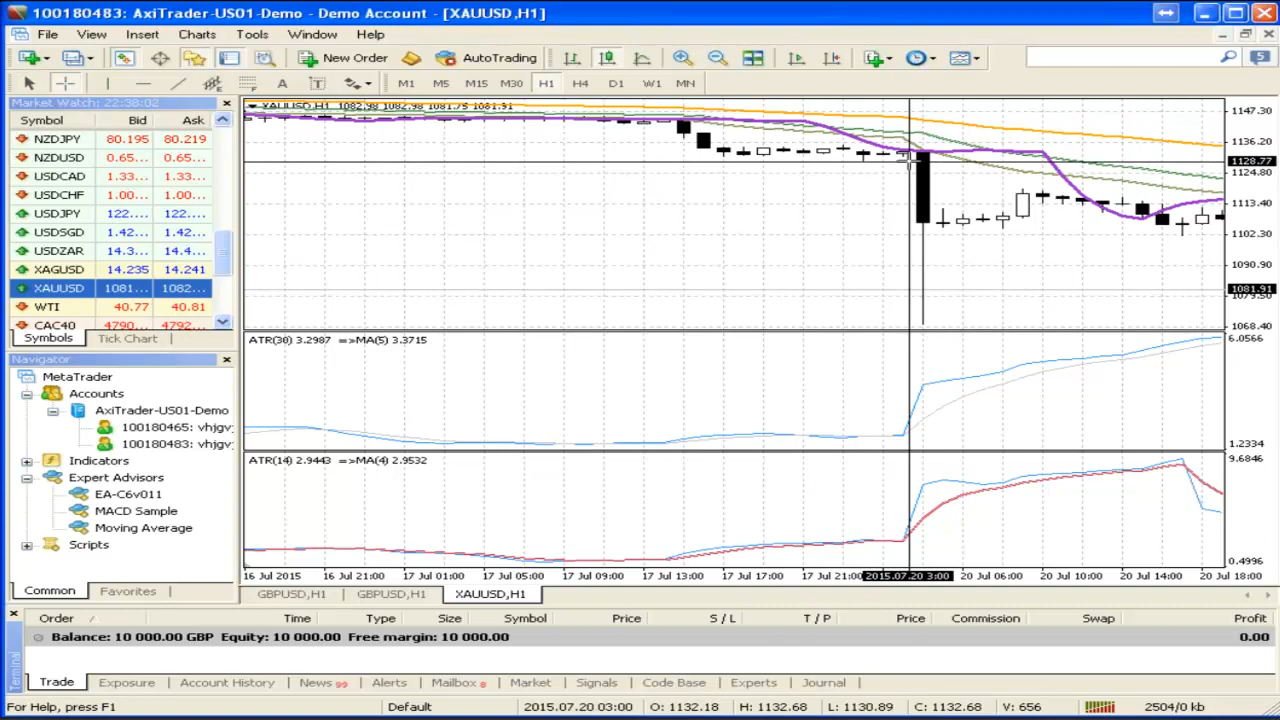 100180483: AxiTrader-US01-Demo - Demo Account - [XAUUSD,H1]
File View Insert Charts Tools Window Help
New Order AutoTrading 5
A T M1 M5 M15 M30 H1 H4 D1 W1 MN
Market Watch: 22:38:02
Symbol Bid Ask
NZDJPY 80.195 80.219
NZDUSD 0.65... 0.65...
USDCAD 1.33... 1.33...
USDCHF 1.00... 1.00...
USDJPY 122.... 122....
USDSGD 1.42... 1.42...
USDZAR 14.3... 14.4...
XAGUSD 14.235 14.241
XAUUSD 1081... 1082...
WTI 40.77 40.81
CAC40 4790... 4792...
Symbols Tick Chart
Navigator
MetaTrader
Accounts
AxiTrader-US01-Demo
100180465: vhjgv
100180483: vhjgv
Indicators
Expert Advisors
EA-C6v011
MACD Sample
Moving Average
Scripts
Common Favorites
XAUUSD,H1 1082.98 1082.98 1081.75 1081.91
1147.30
1136.20
1128.77
1124.80
1113.40
1102.30
1090.90
1081.91
1079.50
1068.40
ATR(30) 3.2987 =>MA(5) 3.3715
6.0566
1.2334
ATR(14) 2.9443 =>MA(4) 2.9532
9.6846
0.4996
16 Jul 2015 16 Jul 21:00 17 Jul 01:00 17 Jul 05:00 17 Jul 09:00 17 Jul 13:00 17 Jul 17:00 17 Jul 21:00 2015.07.20 3:00 20 Jul 06:00 20 Jul 10:00 20 Jul 14:00 20 Jul 18:00
GBPUSD,H1 GBPUSD,H1 XAUUSD,H1
Order / Time Type Size Symbol Price S / L T / P Price Commission Swap Profit
Balance: 10 000.00 GBP Equity: 10 000.00 Free margin: 10 000.00 0.00
Terminal
Trade Exposure Account History News 99 Alerts Mailbox 8 Market Signals Code Base Experts Journal
For Help, press F1 Default 2015.07.20 03:00 O: 1132.18 H: 1132.68 L: 1130.89 C: 1132.68 V: 656 2504/0 kb